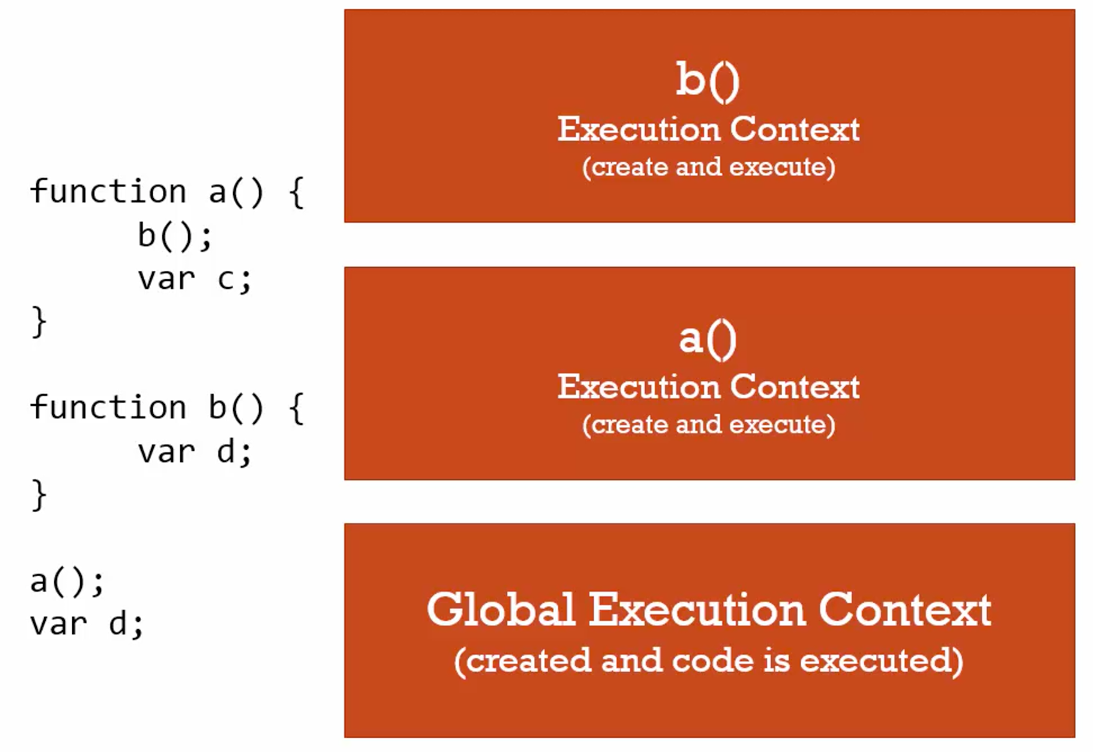 function a() {
b();
var c;
}
function b() {
var d;
}
a();
var d;
b()
Execution Context
(create and execute)
a()
Execution Context
(create and execute)
Global Execution Context
(created and code is executed)